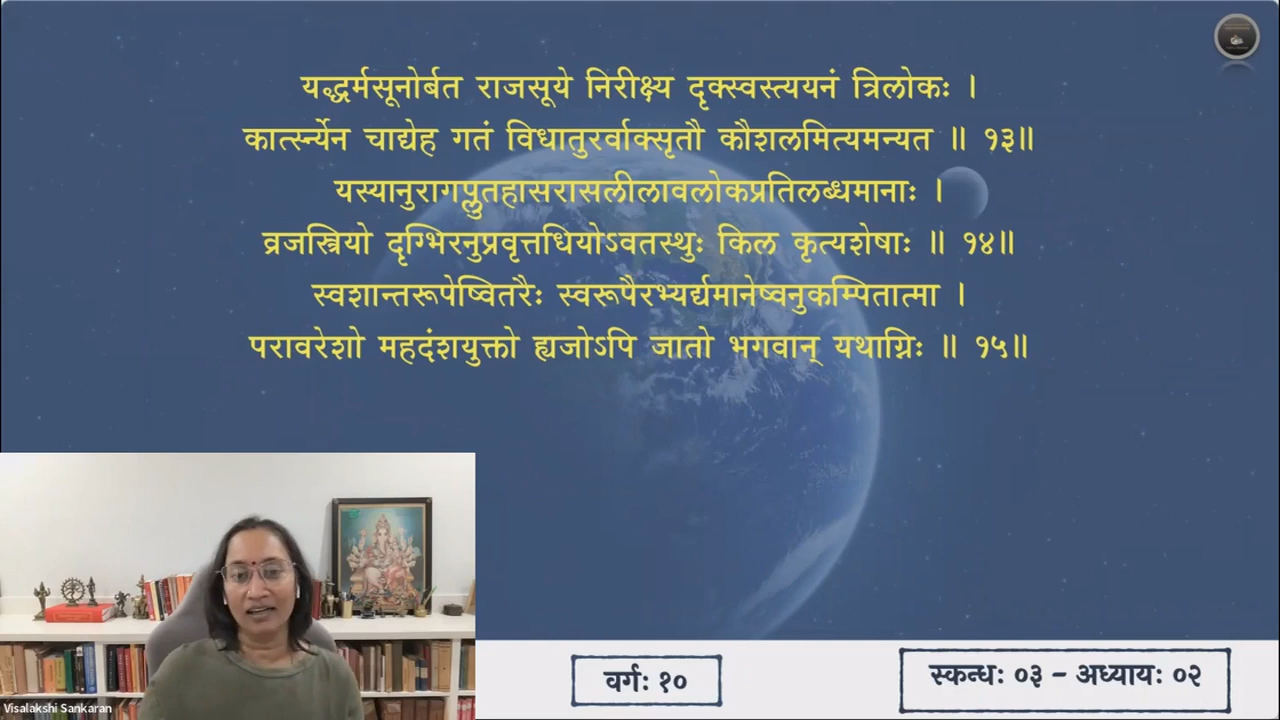 यद्धर्मसूनोर्बत राजसूये निरीक्ष्य दृक्स्वस्त्ययनं त्रिलोकः ।
कार्त्स्न्येन चाद्येह गतं विधातुरर्वाक्सृतौ कौशलमित्यमन्यत ॥ १३॥
यस्यानुरागप्लुतहासरासलीलावलोकप्रतिलब्धमानाः ।
व्रजस्त्रियो दृग्भिरनुप्रवृत्तधियोऽवतस्थुः किल कृत्यशेषाः ॥ १४॥
स्वशान्तरूपेष्वितरैः स्वरूपैरभ्यर्द्यमानेष्वनुकम्पितात्मा ।
परावरेशो महदंशयुक्तो ह्यजोऽपि जातो भगवान् यथाग्निः ॥ १५॥
वर्गः १०
स्कन्धः ०३ - अध्यायः ०२
Visalakshi Sankaran